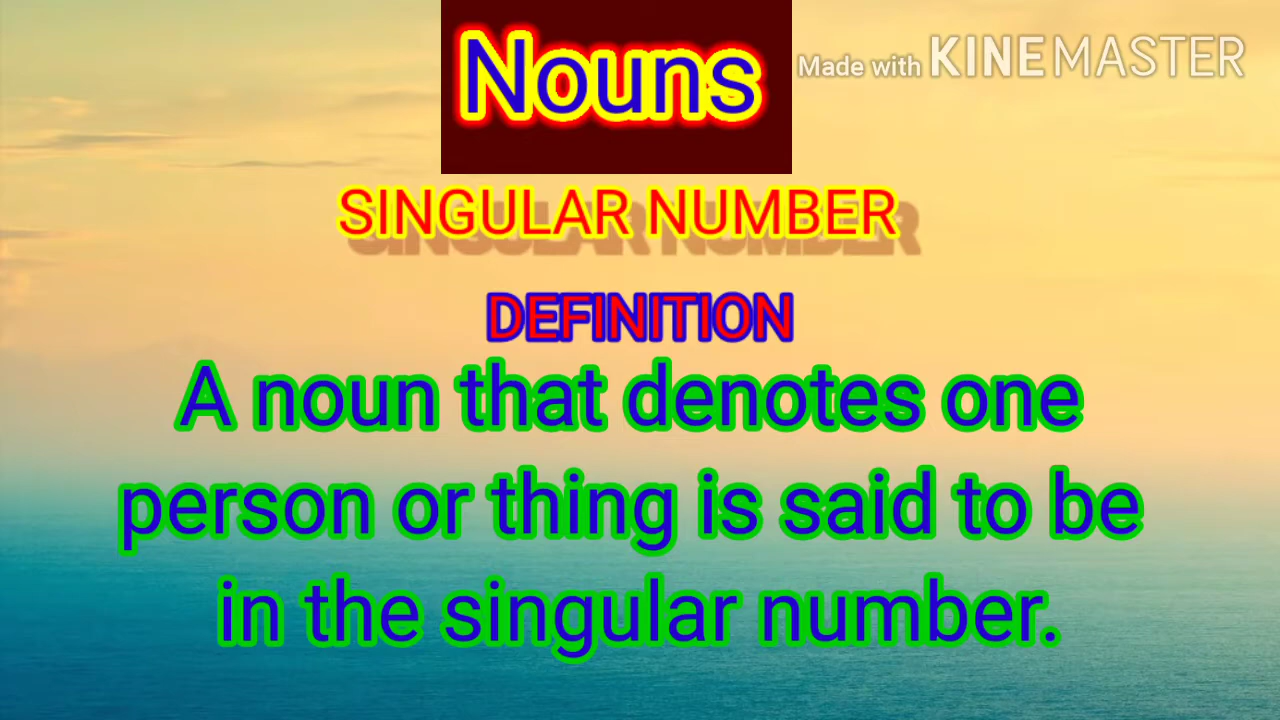 Nouns
Made with KINEMASTER
SINGULAR NUMBER
DEFINITION
A noun that denotes one
person or thing is said to be
in the singular number.